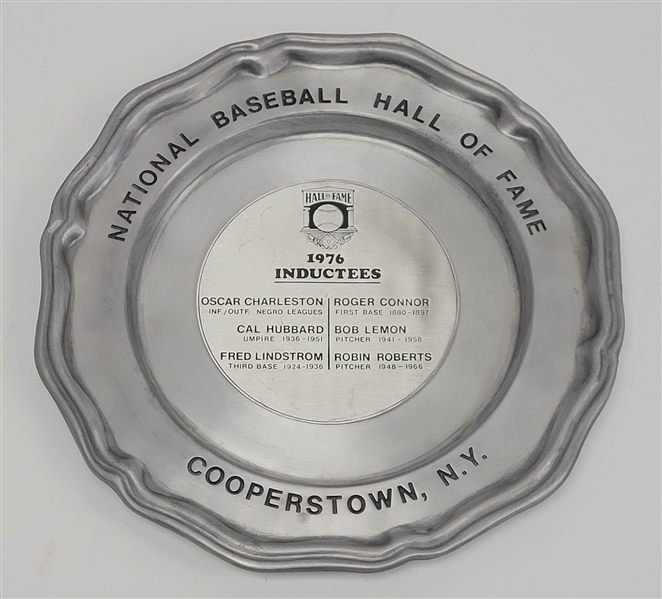 NATIONAL BASEBALL HALL OF FAME
HALL OF FAME
1976
INDUCTEES
OSCAR CHARLESTON
INF./OUTF. NEGRO LEAGUES
ROGER CONNOR
FIRST BASE 1880-1897
CAL HUBBARD
UMPIRE 1936-1951
BOB LEMON
PITCHER 1941-1958
FRED LINDSTROM
THIRD BASE 1924-1936
ROBIN ROBERTS
PITCHER 1948-1966
COOPERSTOWN, N.Y.